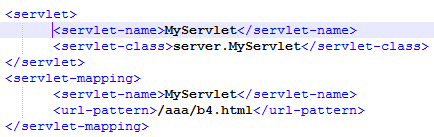 <servlet>
<servlet-name>MyServlet</servlet-name>
<servlet-class>server.MyServlet</servlet-class>
</servlet>
<servlet-mapping>
<servlet-name>MyServlet</servlet-name>
<url-pattern>/aaa/b4.html</url-pattern>
</servlet-mapping>